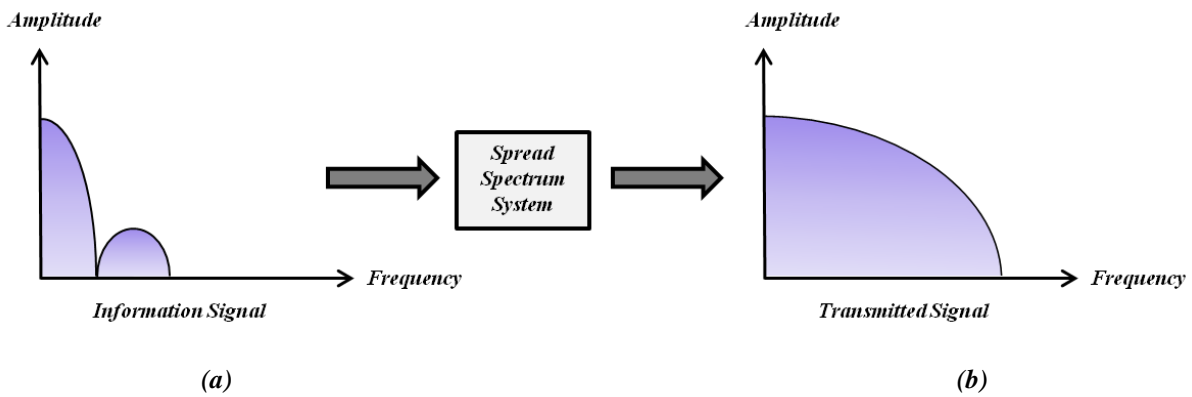 Amplitude
Amplitude
Spread
Spectrum
System
Frequency
Frequency
Information Signal
Transmitted Signal
(a)
(b)